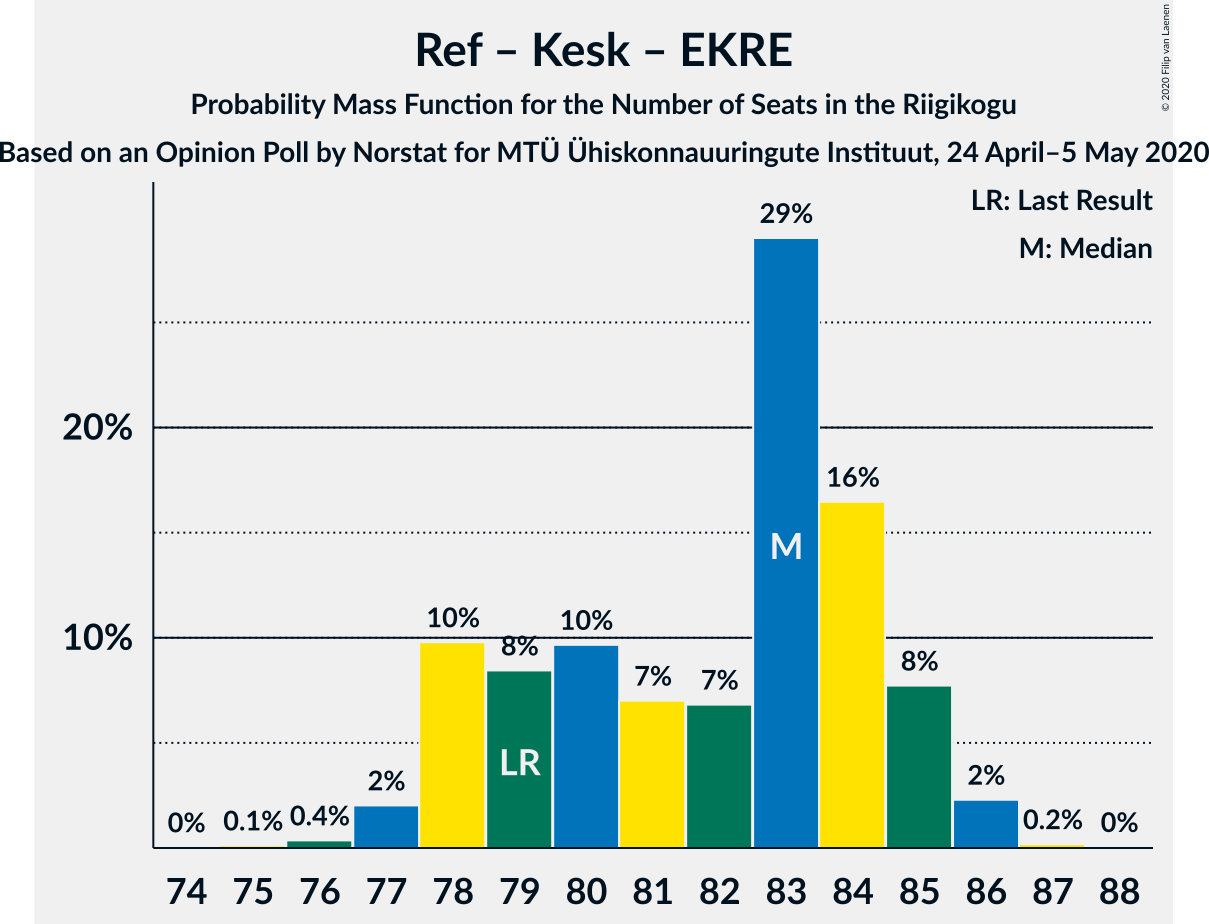 Ref – Kesk – EKRE
Probability Mass Function for the Number of Seats in the Riigikogu
Based on an Opinion Poll by Norstat for MTÜ Ühiskonnauuringute Instituut, 24 April–5 May 2020
© 2020 Filip van Laenen
LR: Last Result
M: Median
29%
20%
16%
M
10%
10%
10%
8%
8%
7%
7%
LR
2%
2%
0%
0.1%
0.4%
0.2%
0%
74 75 76 77 78 79 80 81 82 83 84 85 86 87 88